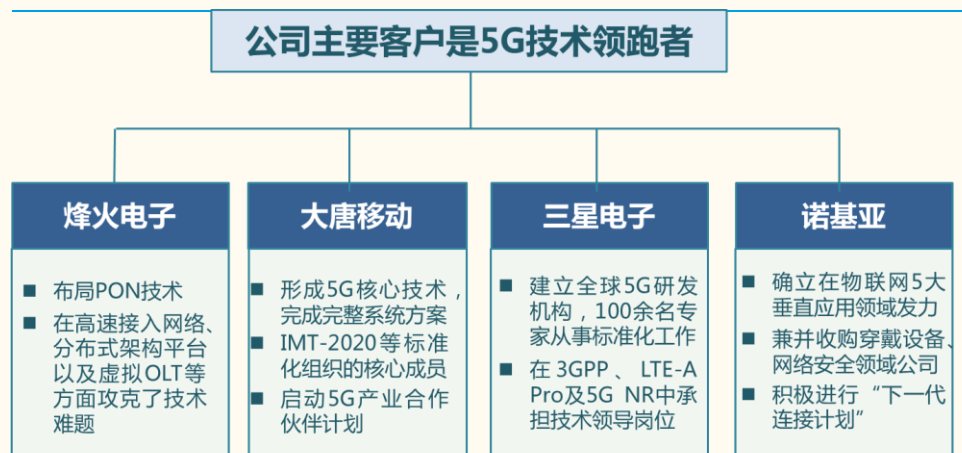 公司主要客户是5G技术领跑者
烽火电子
■ 布局PON技术
■ 在高速接入网络、
分布式架构平台
以及虚拟OLT等
方面攻克了技术
难题
大唐移动
■ 形成5G核心技术，
完成完整系统方案
■ IMT-2020等标准
化组织的核心成员
■ 启动5G产业合作
伙伴计划
三星电子
■ 建立全球5G研发
机构，100余名专
家从事标准化工作
■ 在3GPP、LTE-A
Pro及5G NR中承
担技术领导岗位
诺基亚
■ 确立在物联网5大
垂直应用领域发力
■ 兼并收购穿戴设备、
网络安全领域公司
■ 积极进行“下一代
连接计划”